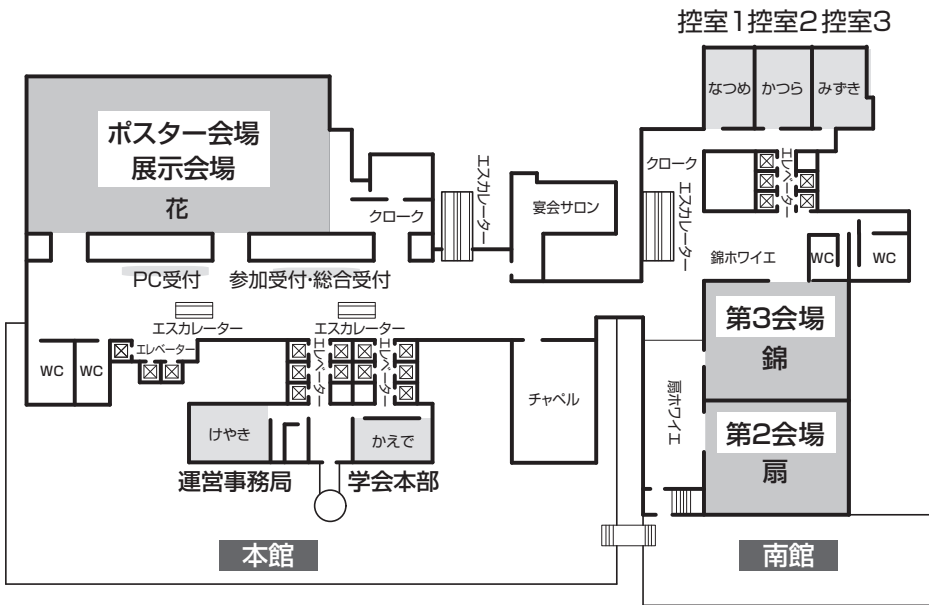 控室1 控室2 控室3
なつめ
かつら
みずき
ポスター会場
展示会場
花
クローク
エスカレーター
宴会サロン
クローク
エスカレーター
エレベーター
錦ホワイエ
WC
WC
PC受付
参加受付・総合受付
エスカレーター
エスカレーター
エレベーター
エレベーター
エレベーター
WC
WC
第3会場
錦
チャペル
扇ホワイエ
第2会場
扇
けやき
かえで
運営事務局
学会本部
本館
南館